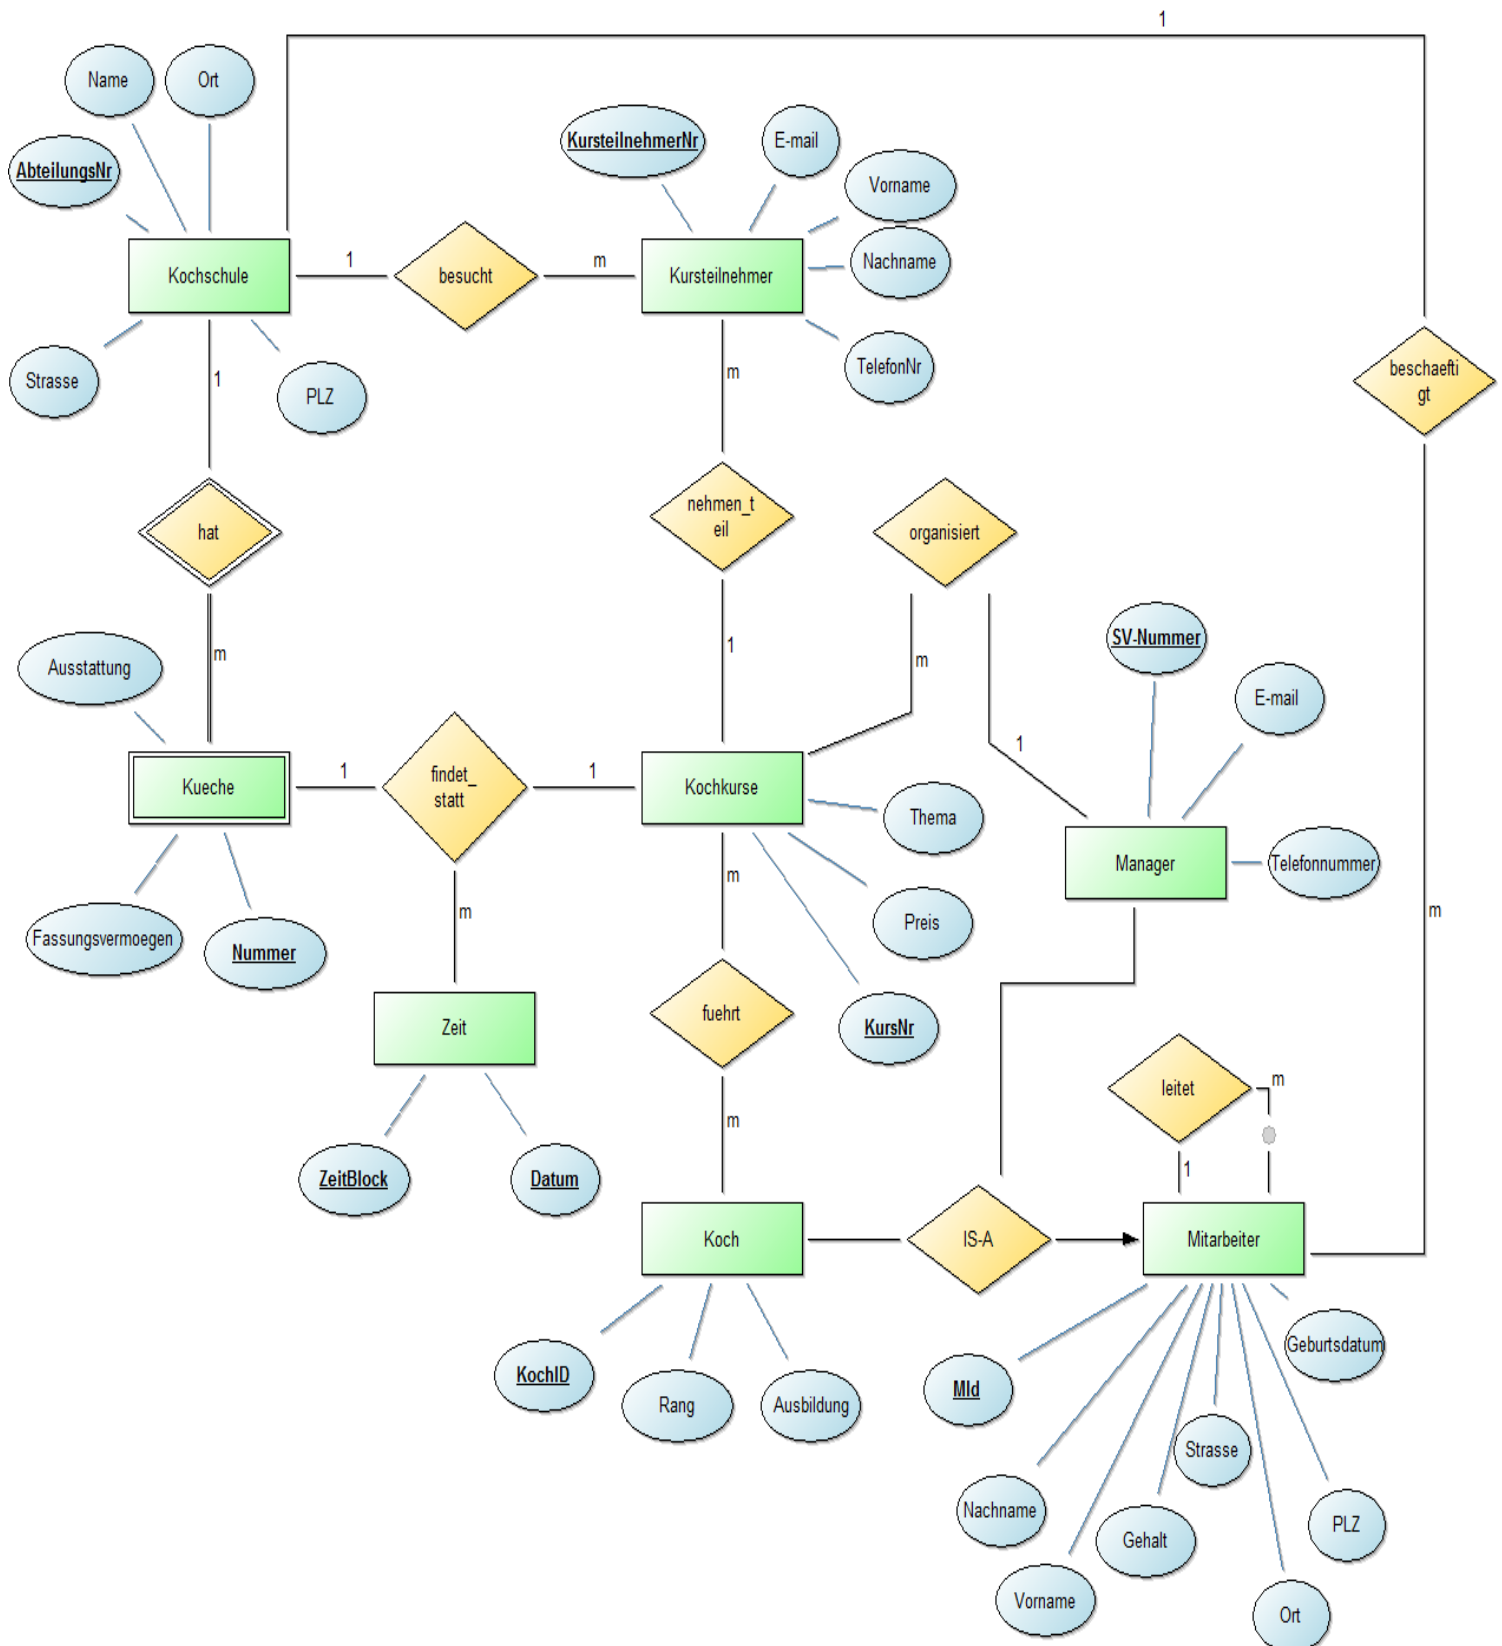 1
Name
Ort
AbteilungsNr
KursteilnehmerNr
E-mail
Vorname
Nachname
Kochschule
1
besucht
m
Kursteilnehmer
Strasse
PLZ
TelefonNr
1
m
beschaefti
gt
hat
nehmen_t
eil
organisiert
m
1
m
SV-Nummer
E-mail
Ausstattung
1
Kueche
1
findet_
statt
1
Kochkurse
Thema
Manager
Telefonnummer
m
m
m
Preis
Fassungsvermoegen
Nummer
Zeit
fuehrt
KursNr
leitet
m
ZeitBlock
Datum
m
1
Koch
IS-A
Mitarbeiter
KochID
Rang
Ausbildung
MId
Geburtsdatum
Strasse
Nachname
Gehalt
PLZ
Vorname
Ort